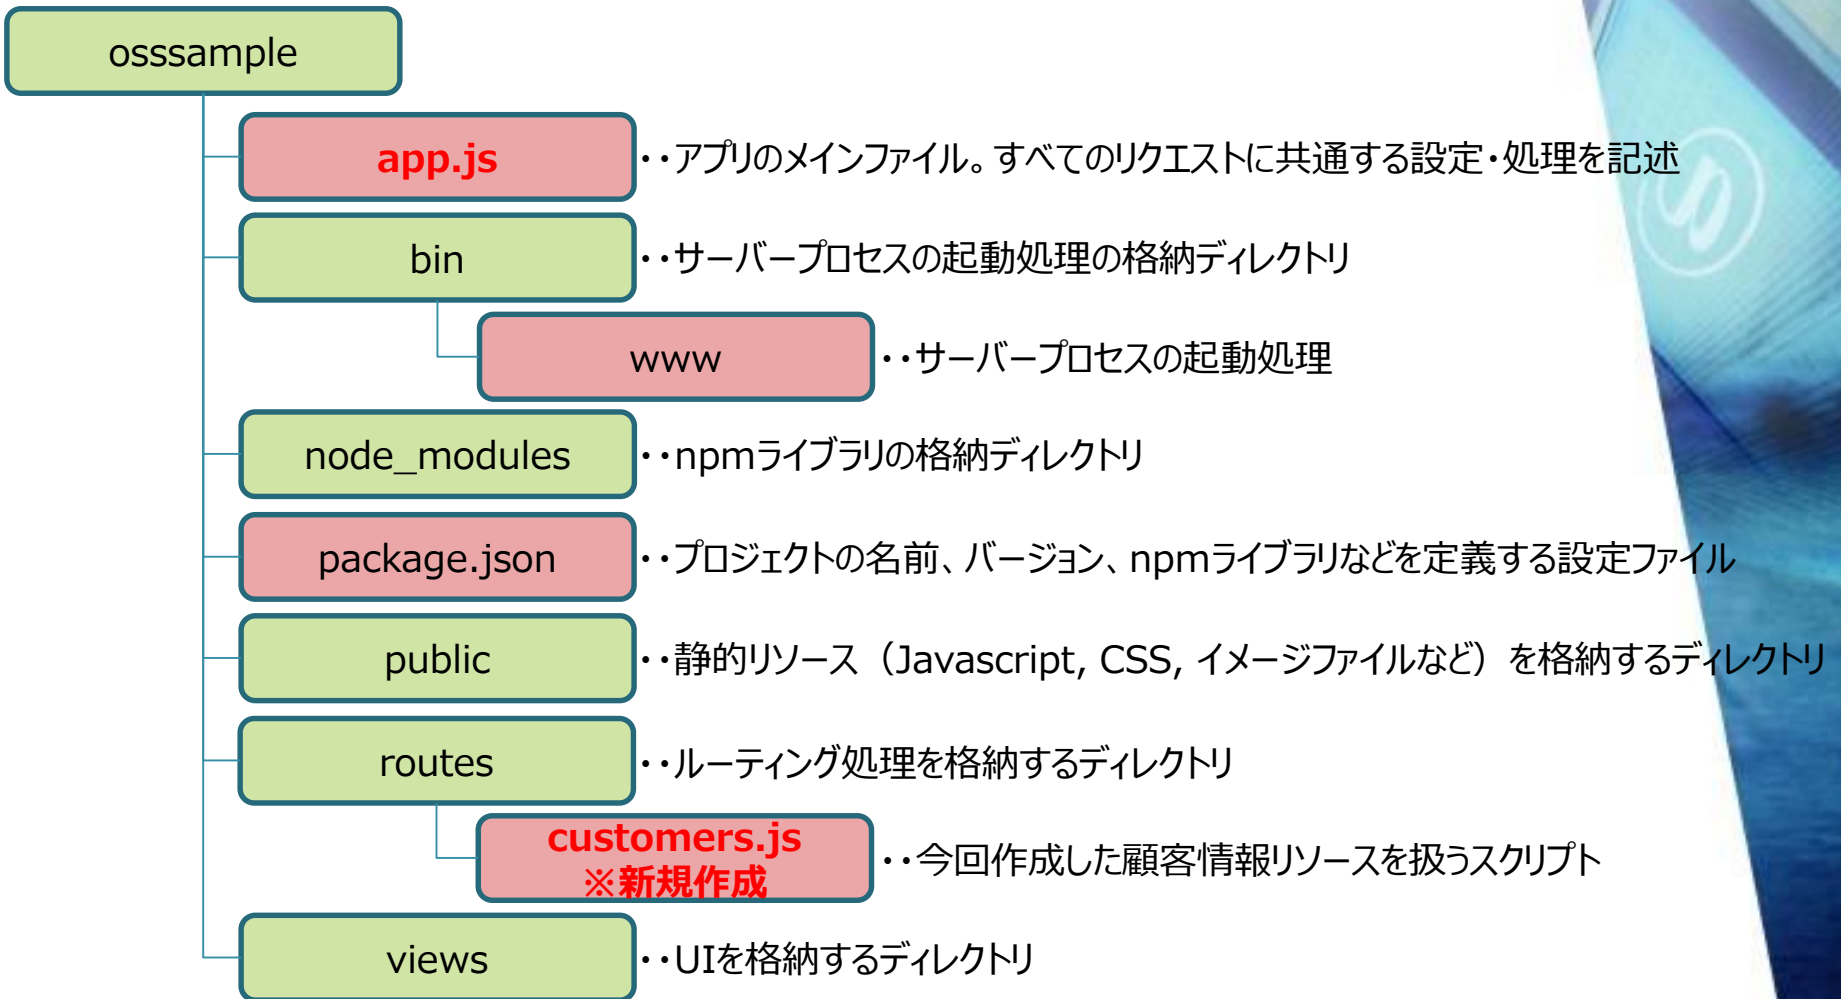 osssample
app.js ・・アプリのメインファイル。すべてのリクエストに共通する設定・処理を記述
bin ・・サーバープロセスの起動処理の格納ディレクトリ
www ・・サーバープロセスの起動処理
node_modules ・・npmライブラリの格納ディレクトリ
package.json ・・プロジェクトの名前、バージョン、npmライブラリなどを定義する設定ファイル
public ・・静的リソース（Javascript, CSS, イメージファイルなど）を格納するディレクトリ
routes ・・ルーティング処理を格納するディレクトリ
customers.js
※新規作成 ・・今回作成した顧客情報リソースを扱うスクリプト
views ・・UIを格納するディレクトリ